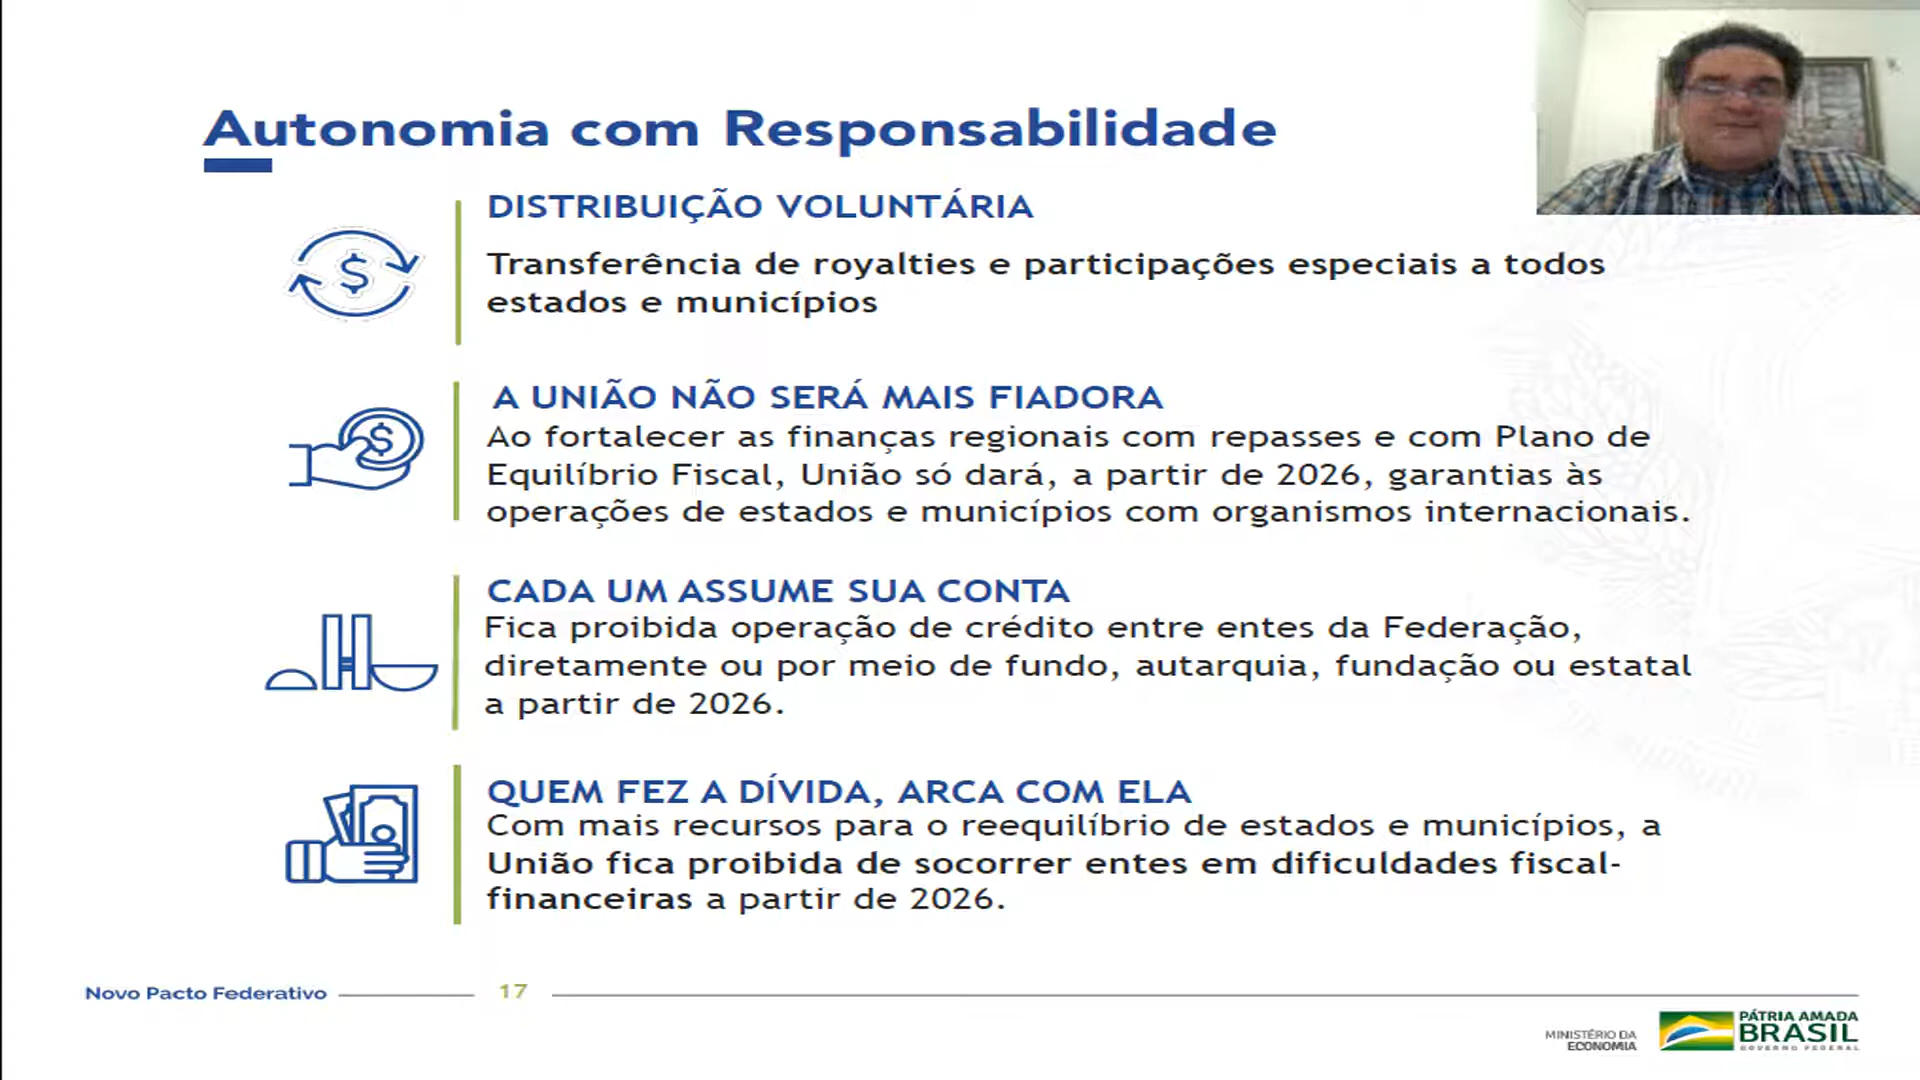 Autonomia com Responsabilidade
DISTRIBUIÇÃO VOLUNTÁRIA
Transferência de royalties e participações especiais a todos
estados e municípios
A UNIÃO NÃO SERÁ MAIS FIADORA
Ao fortalecer as finanças regionais com repasses e com Plano de
Equilíbrio Fiscal, União só dará, a partir de 2026, garantias às
operações de estados e municípios com organismos internacionais.
CADA UM ASSUME SUA CONTA
Fica proibida operação de crédito entre entes da Federação,
diretamente ou por meio de fundo, autarquia, fundação ou estatal
a partir de 2026.
QUEM FEZ A DÍVIDA, ARCA COM ELA
Com mais recursos para o reequilíbrio de estados e municípios, a
União fica proibida de socorrer entes em dificuldades fiscal-
financeiras a partir de 2026.
Novo Pacto Federativo
17
MINISTÉRIO DA
ECONOMIA
PÁTRIA AMADA
BRASIL
GOVERNO FEDERAL